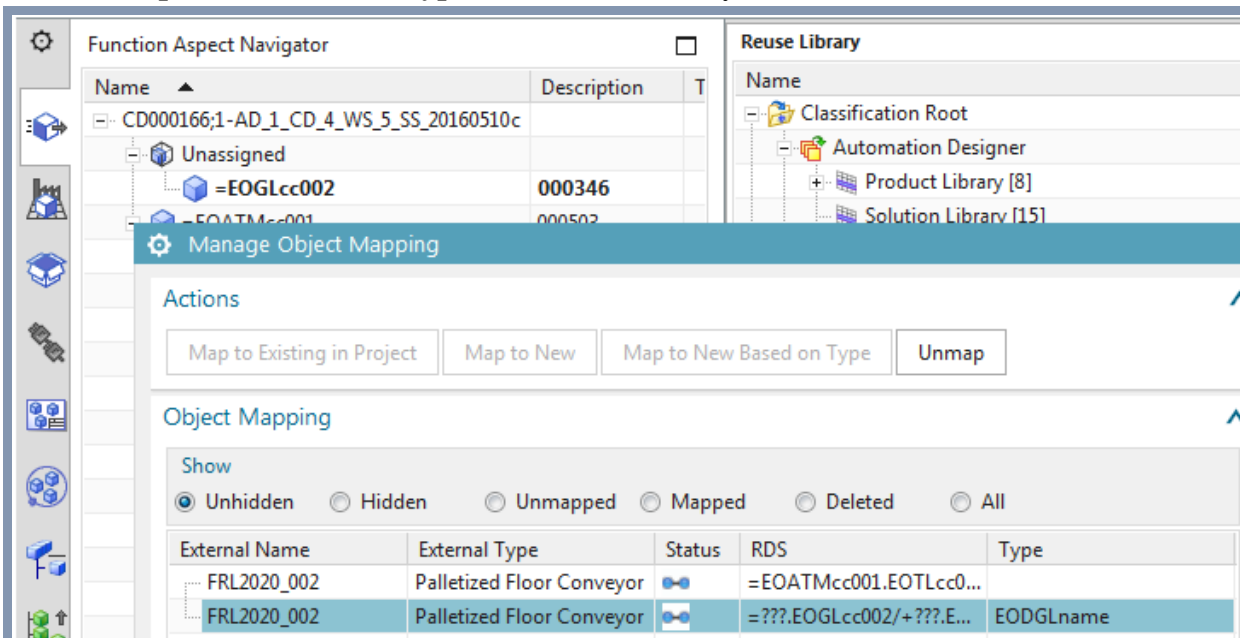 Function Aspect Navigator
Name
Description
T
CD000166;1-AD_1_CD_4_WS_5_SS_20160510c
Unassigned
=EOGLcc002
000346
=EOATMcc001
000503
Reuse Library
Name
Classification Root
Automation Designer
Product Library [8]
Solution Library [15]
Manage Object Mapping
Actions
Map to Existing in Project
Map to New
Map to New Based on Type
Unmap
Object Mapping
Show
Unhidden
Hidden
Unmapped
Mapped
Deleted
All
External Name
External Type
Status
RDS
Type
FRL2020_002
Palletized Floor Conveyor
=EOATMcc001.EOTLcc0...
FRL2020_002
Palletized Floor Conveyor
=???.EOGLcc002/+???.E...
EODGLname